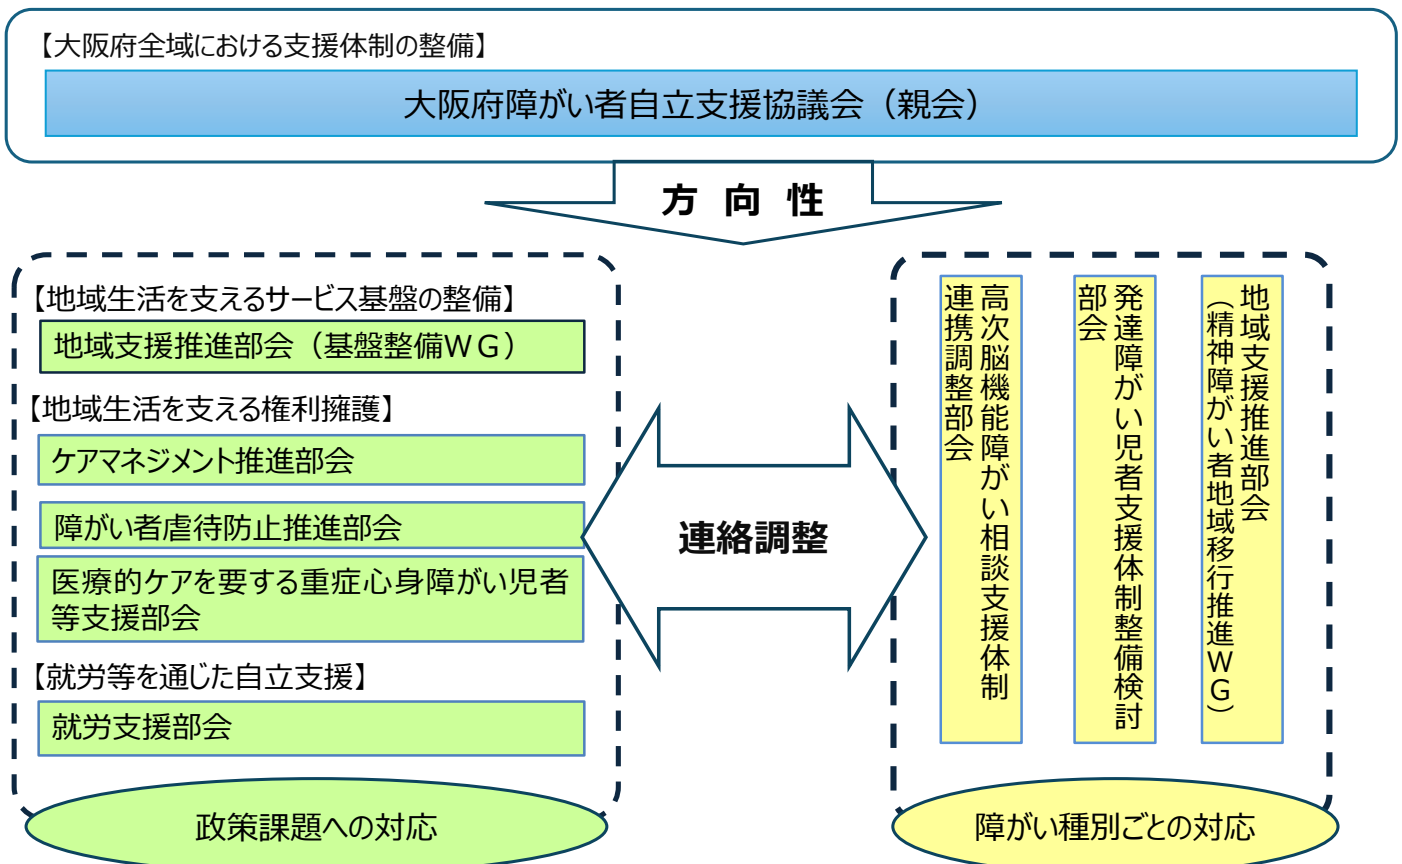 【大阪府全域における支援体制の整備】
大阪府障がい者自立支援協議会（親会）
方 向 性
【地域生活を支えるサービス基盤の整備】
地域支援推進部会（基盤整備ＷＧ）
【地域生活を支える権利擁護】
ケアマネジメント推進部会
障がい者虐待防止推進部会
医療的ケアを要する重症心身障がい児者
等支援部会
【就労等を通じた自立支援】
就労支援部会
政策課題への対応
連絡調整
地域支援推進部会
（精神障がい者地域移行推進ＷＧ）
発達障がい児者支援体制整備検討
部会
高次脳機能障がい相談支援体制
連携調整部会
障がい種別ごとの対応